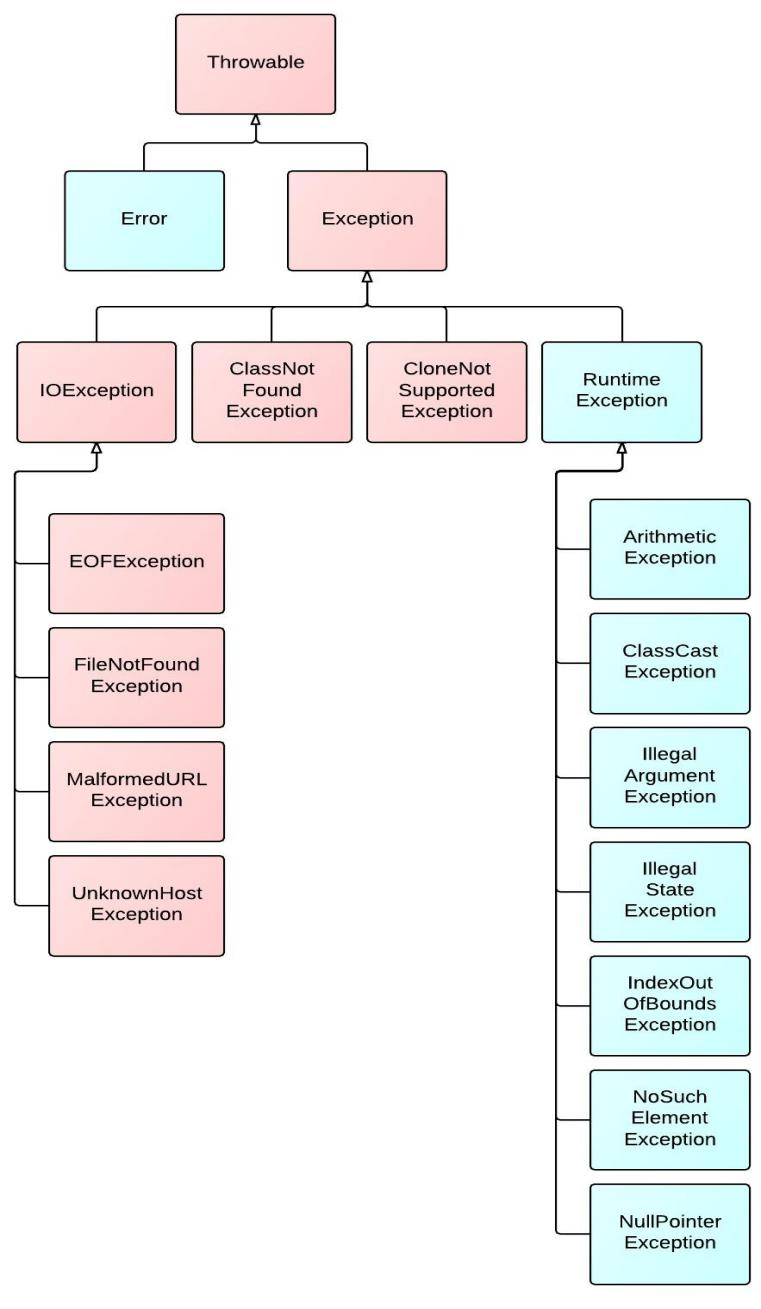 Throwable
Error
Exception
IOException
ClassNot
Found
Exception
CloneNot
Supported
Exception
Runtime
Exception
EOFException
FileNotFound
Exception
MalformedURL
Exception
UnknownHost
Exception
Arithmetic
Exception
ClassCast
Exception
Illegal
Argument
Exception
Illegal
State
Exception
IndexOut
OfBounds
Exception
NoSuch
Element
Exception
NullPointer
Exception